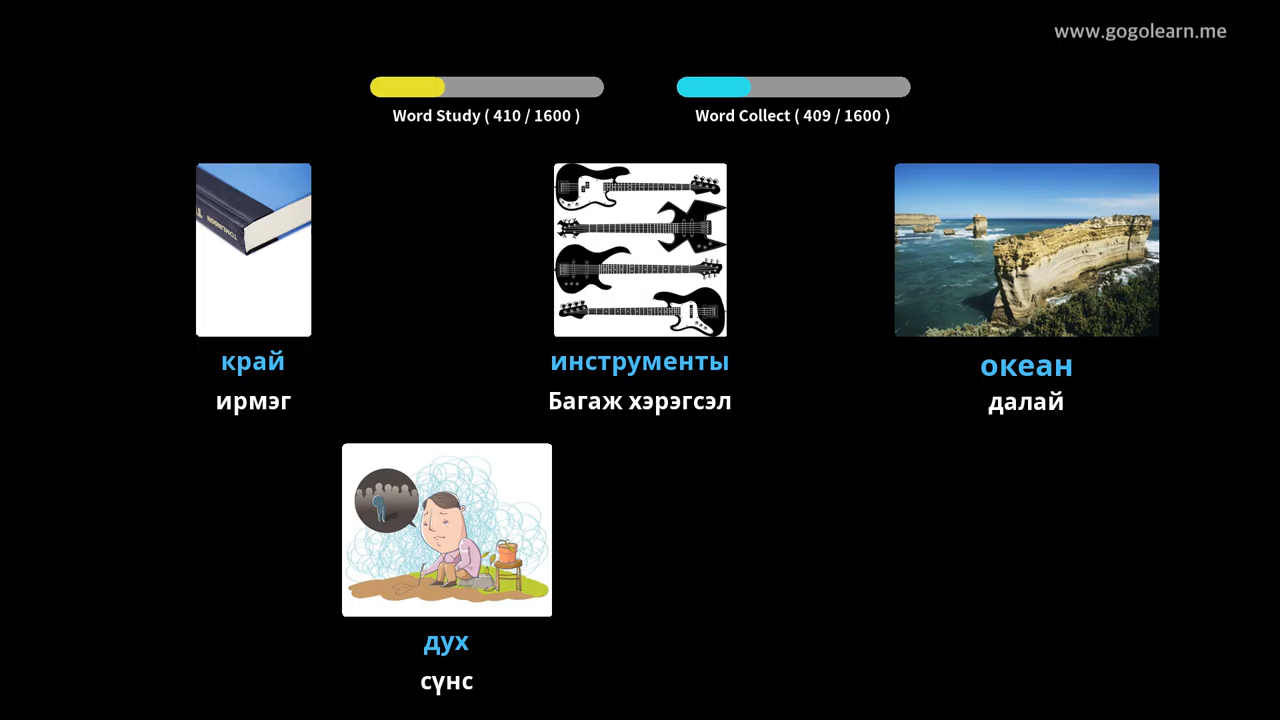 www.gogolearn.me
Word Study ( 410 / 1600 )
Word Collect ( 409 / 1600 )
TOMLINSON
край
ирмэг
инструменты
Багаж хэрэгсэл
океан
далай
дух
сүнс